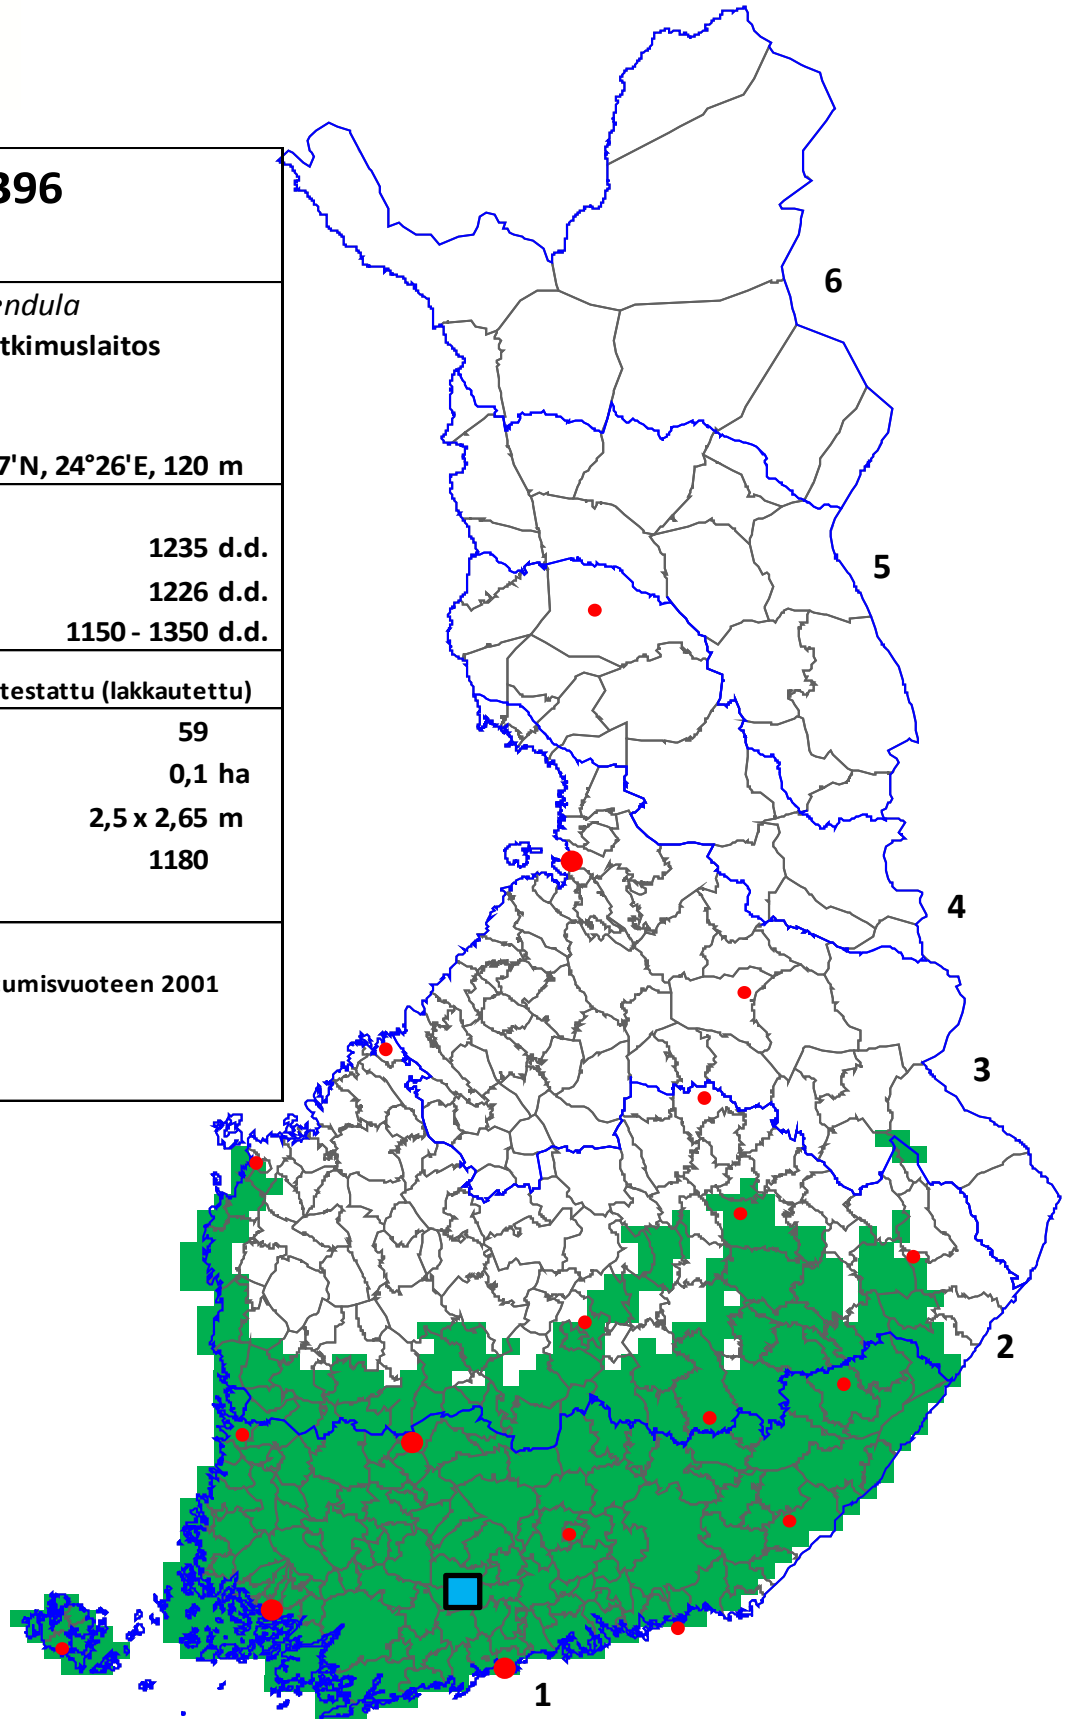 396
endula
tkimuslaitos
7'N, 24°26'E, 120 m
1235 d.d.
1226 d.d.
1150 - 1350 d.d.
testattu (lakkautettu)
59
0,1 ha
2,5 x 2,65 m
1180
umisvuoteen 2001
6
5
4
3
2
1